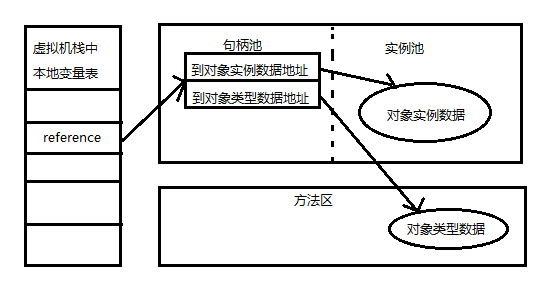 虚拟机栈中
本地变量表
reference
句柄池
到对象实例数据地址
到对象类型数据地址
实例池
对象实例数据
方法区
对象类型数据